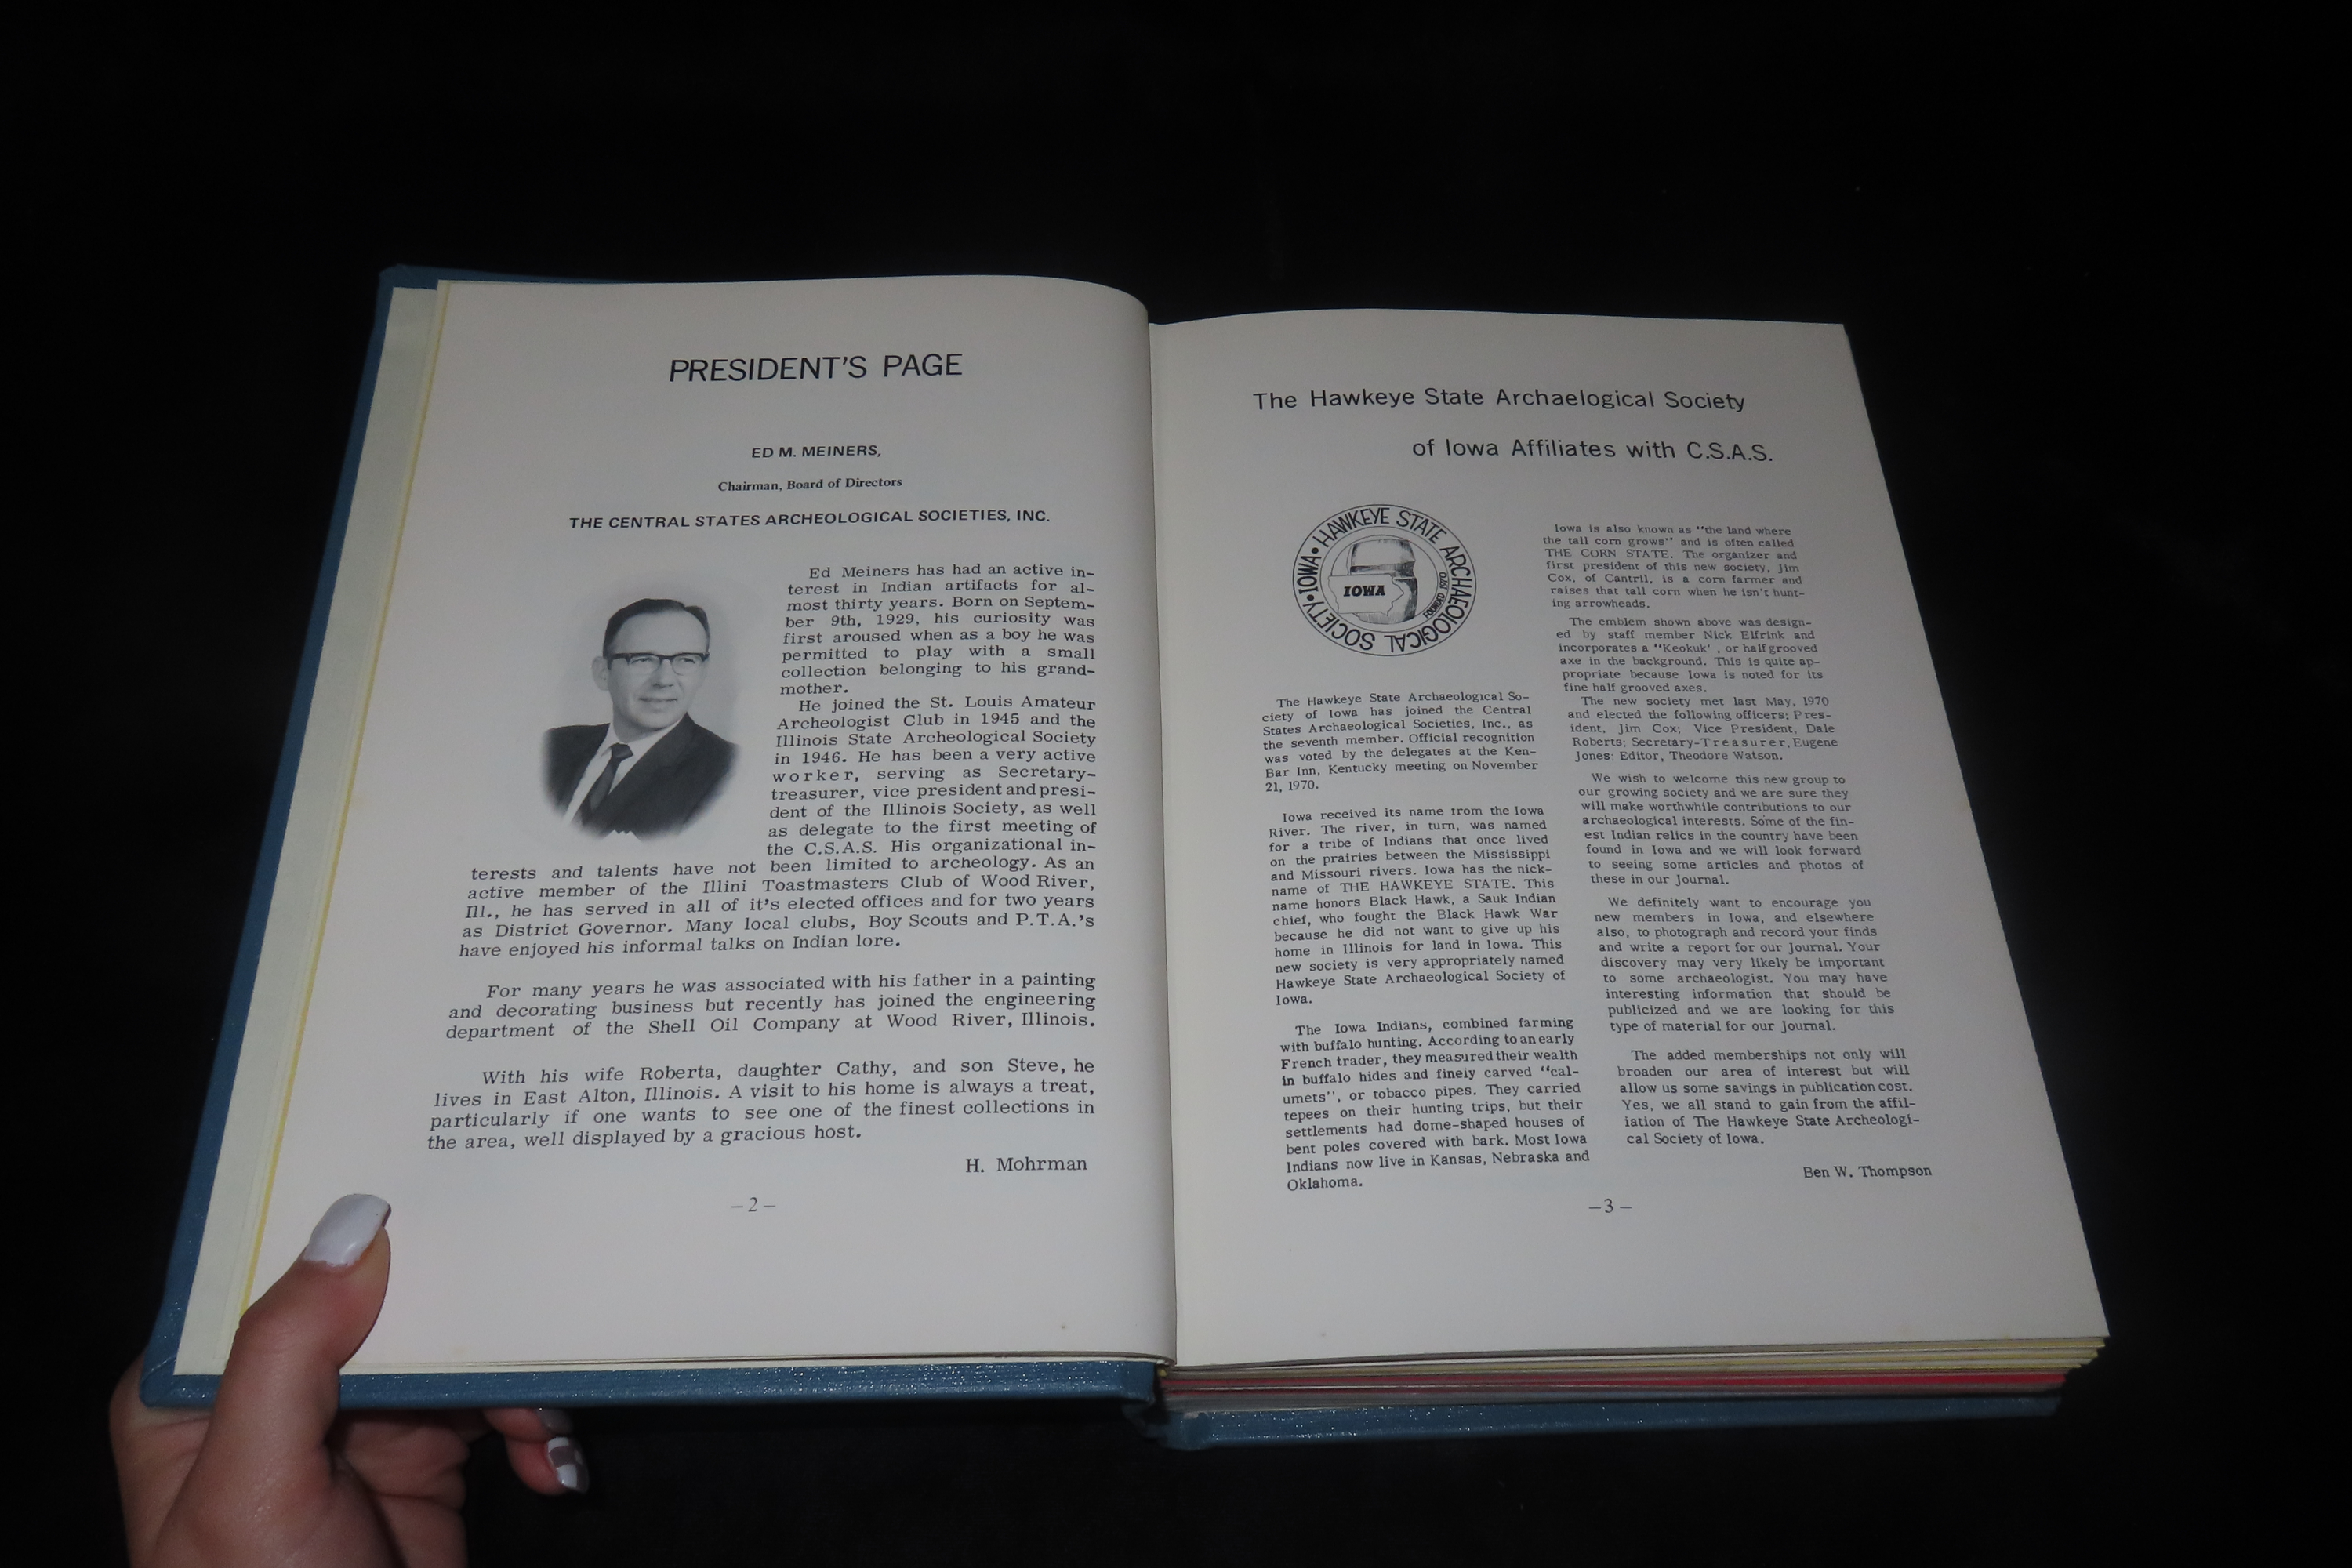 PRESIDENT'S PAGE
ED M. MEINERS,
Chairman, Board of Directors
THE CENTRAL STATES ARCHEOLOGICAL SOCIETIES, INC.
Ed Meiners has had an active in-
terest in Indian artifacts for al-
most thirty years. Born on Septem-
ber 9th, 1929, his curiosity was
first aroused when as a boy he was
permitted to play with a small
collection belonging to his grand-
mother.
He joined the St. Louis Amateur
Archeologist Club in 1945 and the
Illinois State Archeological Society
in 1946. He has been a very active
worker, serving as Secretary-
treasurer, vice president and presi-
dent of the Illinois Society, as well
as delegate to the first meeting of
the C.S.A.S. His organizational in-
terests and talents have not been limited to archeology. As an
active member of the Illini Toastmasters Club of Wood River,
Ill., he has served in all of it's elected offices and for two years
as District Governor. Many local clubs, Boy Scouts and P.T.A.'s
have enjoyed his informal talks on Indian lore.
For many years he was associated with his father in a painting
and decorating business but recently has joined the engineering
department of the Shell Oil Company at Wood River, Illinois.
With his wife Roberta, daughter Cathy, and son Steve, he
lives in East Alton, Illinois. A visit to his home is always a treat,
particularly if one wants to see one of the finest collections in
the area, well displayed by a gracious host.
H. Mohrman
— 2 —
The Hawkeye State Archaelogical Society
of Iowa Affiliates with C.S.A.S.
HAWKEYE STATE ARCHAEOLOGICAL SOCIETY • IOWA •
IOWA
FOUNDED 1970
The Hawkeye State Archaeological So-
ciety of Iowa has joined the Central
States Archaeological Societies, Inc., as
the seventh member. Official recognition
was voted by the delegates at the Ken-
Bar Inn, Kentucky meeting on November
21, 1970.
Iowa received its name from the Iowa
River. The river, in turn, was named
for a tribe of Indians that once lived
on the prairies between the Mississippi
and Missouri rivers. Iowa has the nick-
name of THE HAWKEYE STATE. This
name honors Black Hawk, a Sauk Indian
chief, who fought the Black Hawk War
because he did not want to give up his
home in Illinois for land in Iowa. This
new society is very appropriately named
Hawkeye State Archaeological Society of
Iowa.
The Iowa Indians, combined farming
with buffalo hunting. According to an early
French trader, they measured their wealth
in buffalo hides and finely carved "cal-
umets", or tobacco pipes. They carried
tepees on their hunting trips, but their
settlements had dome-shaped houses of
bent poles covered with bark. Most Iowa
Indians now live in Kansas, Nebraska and
Oklahoma.
Iowa is also known as "the land where
the tall corn grows" and is often called
THE CORN STATE. The organizer and
first president of this new society, Jim
Cox, of Cantril, is a corn farmer and
raises that tall corn when he isn't hunt-
ing arrowheads.
The emblem shown above was design-
ed by staff member Nick Elfrink and
incorporates a "Keokuk' , or half grooved
axe in the background. This is quite ap-
propriate because Iowa is noted for its
fine half grooved axes.
The new society met last May, 1970
and elected the following officers; Pres-
ident, Jim Cox; Vice President, Dale
Roberts; Secretary-Treasurer, Eugene
Jones; Editor, Theodore Watson.
We wish to welcome this new group to
our growing society and we are sure they
will make worthwhile contributions to our
archaeological interests. Some of the fin-
est Indian relics in the country have been
found in Iowa and we will look forward
to seeing some articles and photos of
these in our Journal.
We definitely want to encourage you
new members in Iowa, and elsewhere
also, to photograph and record your finds
and write a report for our Journal. Your
discovery may very likely be important
to some archaeologist. You may have
interesting information that should be
publicized and we are looking for this
type of material for our Journal.
The added memberships not only will
broaden our area of interest but will
allow us some savings in publication cost.
Yes, we all stand to gain from the affil-
iation of The Hawkeye State Archeologi-
cal Society of Iowa.
Ben W. Thompson
— 3 —